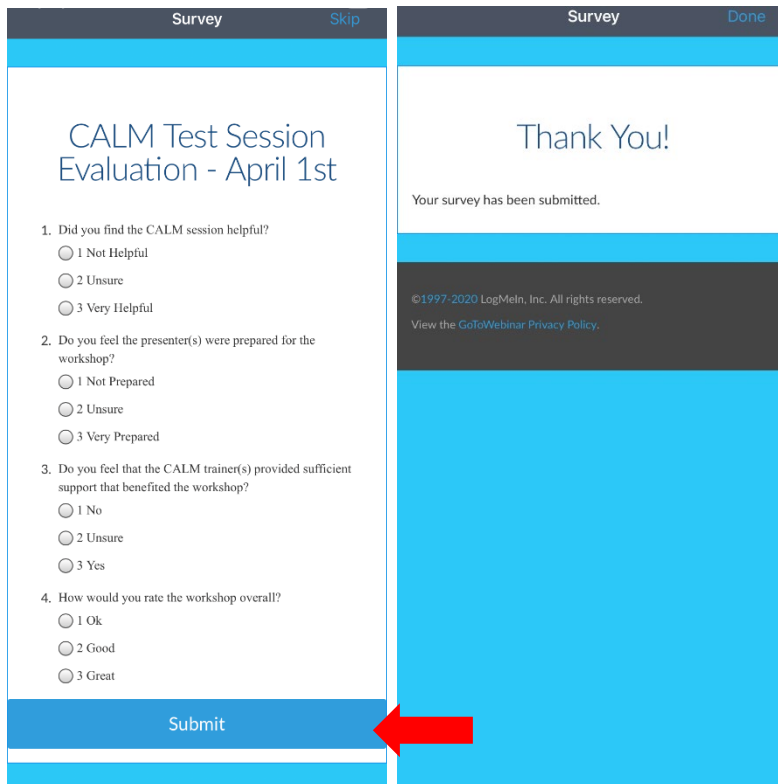 Survey
Skip
CALM Test Session
Evaluation - April 1st
1. Did you find the CALM session helpful?
1 Not Helpful
2 Unsure
3 Very Helpful
2. Do you feel the presenter(s) were prepared for the
workshop?
1 Not Prepared
2 Unsure
3 Very Prepared
3. Do you feel that the CALM trainer(s) provided sufficient
support that benefited the workshop?
1 No
2 Unsure
3 Yes
4. How would you rate the workshop overall?
1 Ok
2 Good
3 Great
Submit
Survey
Done
Thank You!
Your survey has been submitted.
©1997-2020 LogMeIn, Inc. All rights reserved.
View the GoToWebinar Privacy Policy.